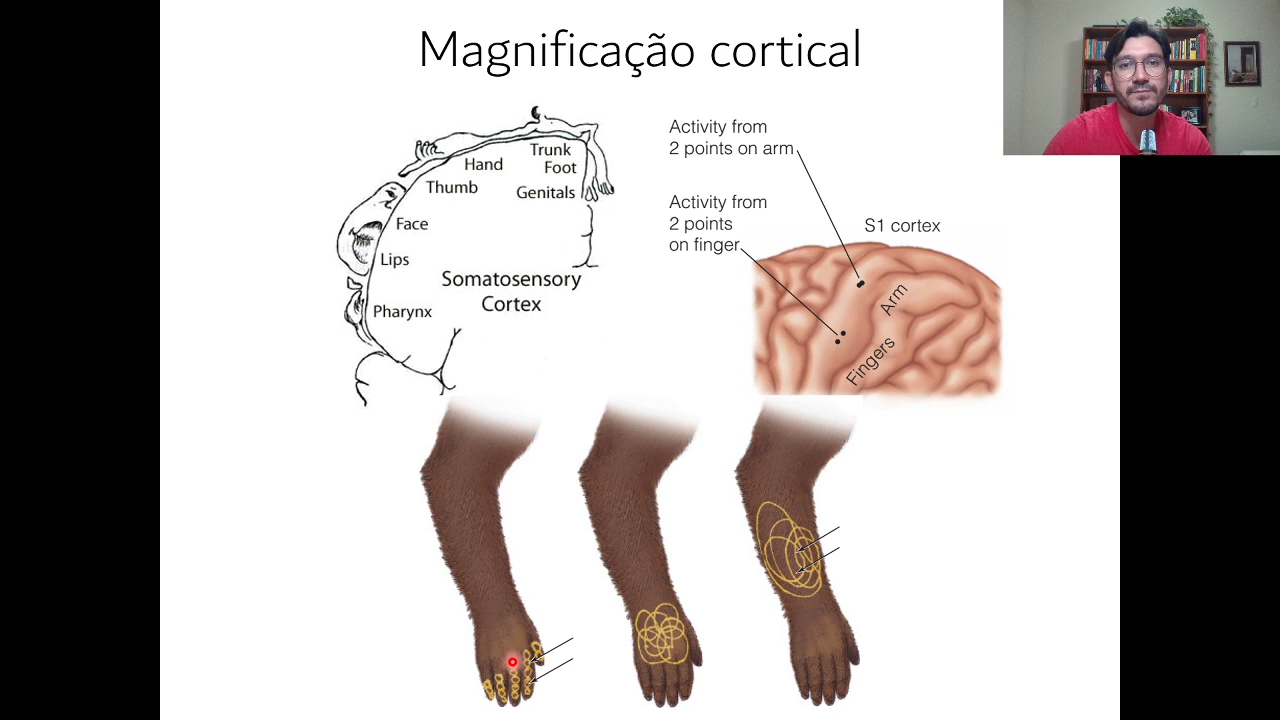 Magnificação cortical
Trunk
Hand
Foot
Thumb
Genitals
Face
Lips
Somatosensory
Cortex
Pharynx
Activity from
2 points on arm
Activity from
2 points
on finger
S1 cortex
Arm
Fingers